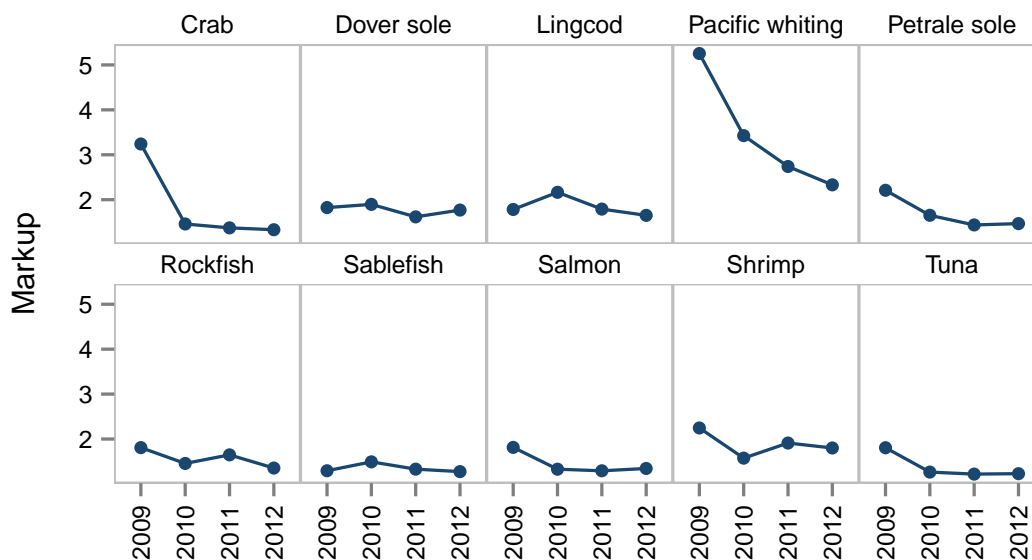 Crab Dover sole Lingcod Pacific whiting Petrale sole
5
4
3
2
Markup
Rockfish Sablefish Salmon Shrimp Tuna
5
4
3
2
2009 2010 2011 2012 2009 2010 2011 2012 2009 2010 2011 2012 2009 2010 2011 2012 2009 2010 2011 2012